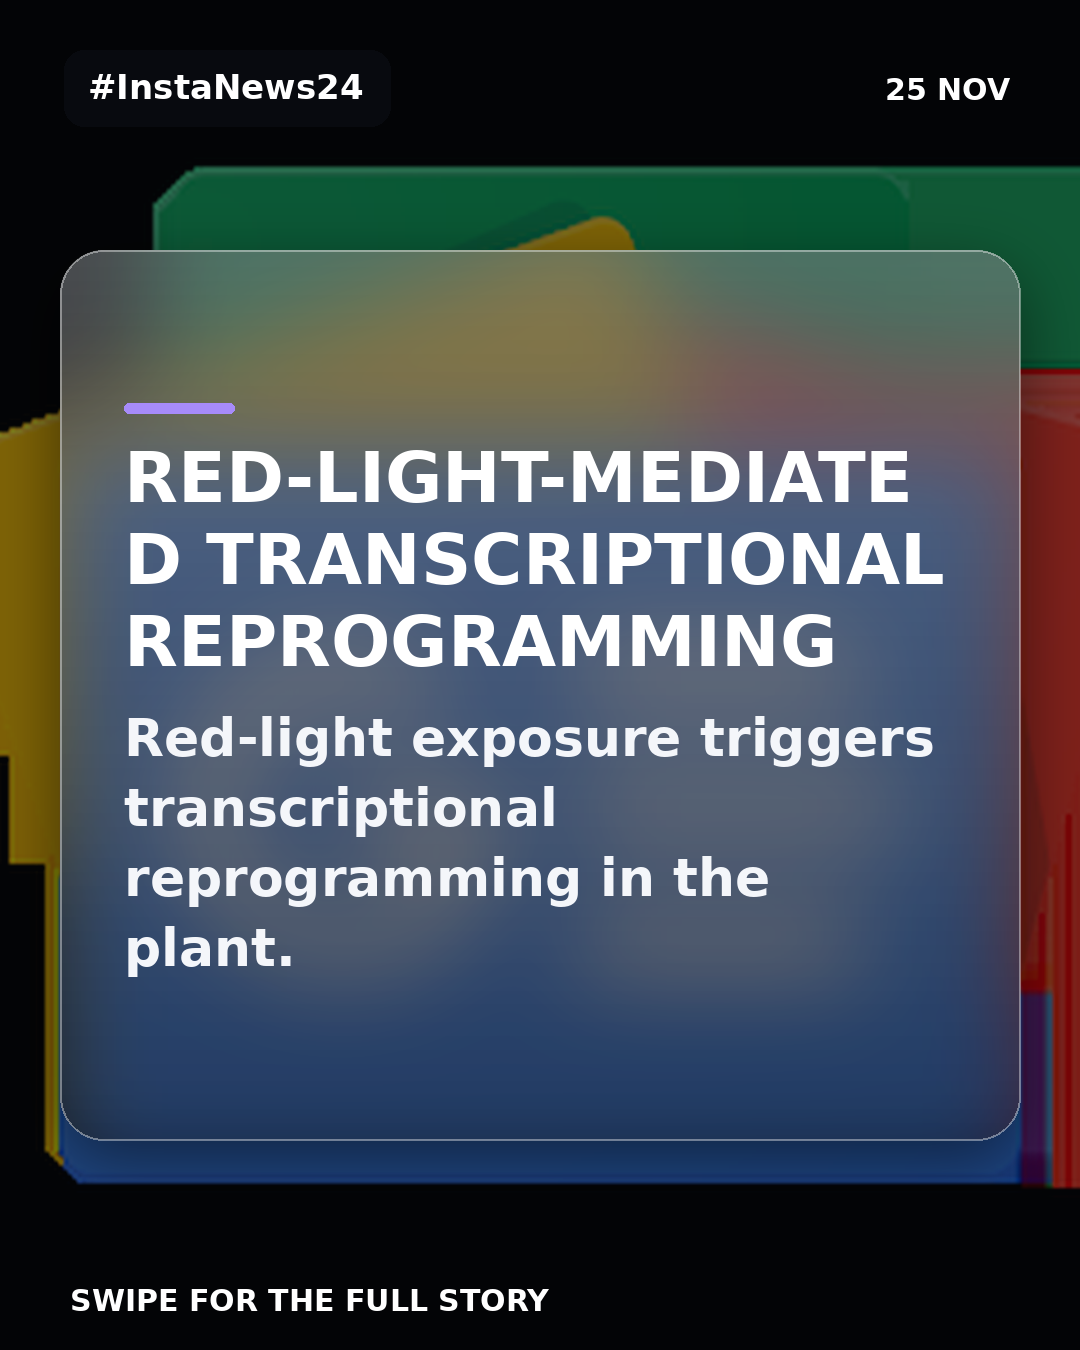 #InstaNews24
25 NOV
RED-LIGHT-MEDIATE
D TRANSCRIPTIONAL
REPROGRAMMING
Red-light exposure triggers
transcriptional
reprogramming in the
plant.
SWIPE FOR THE FULL STORY